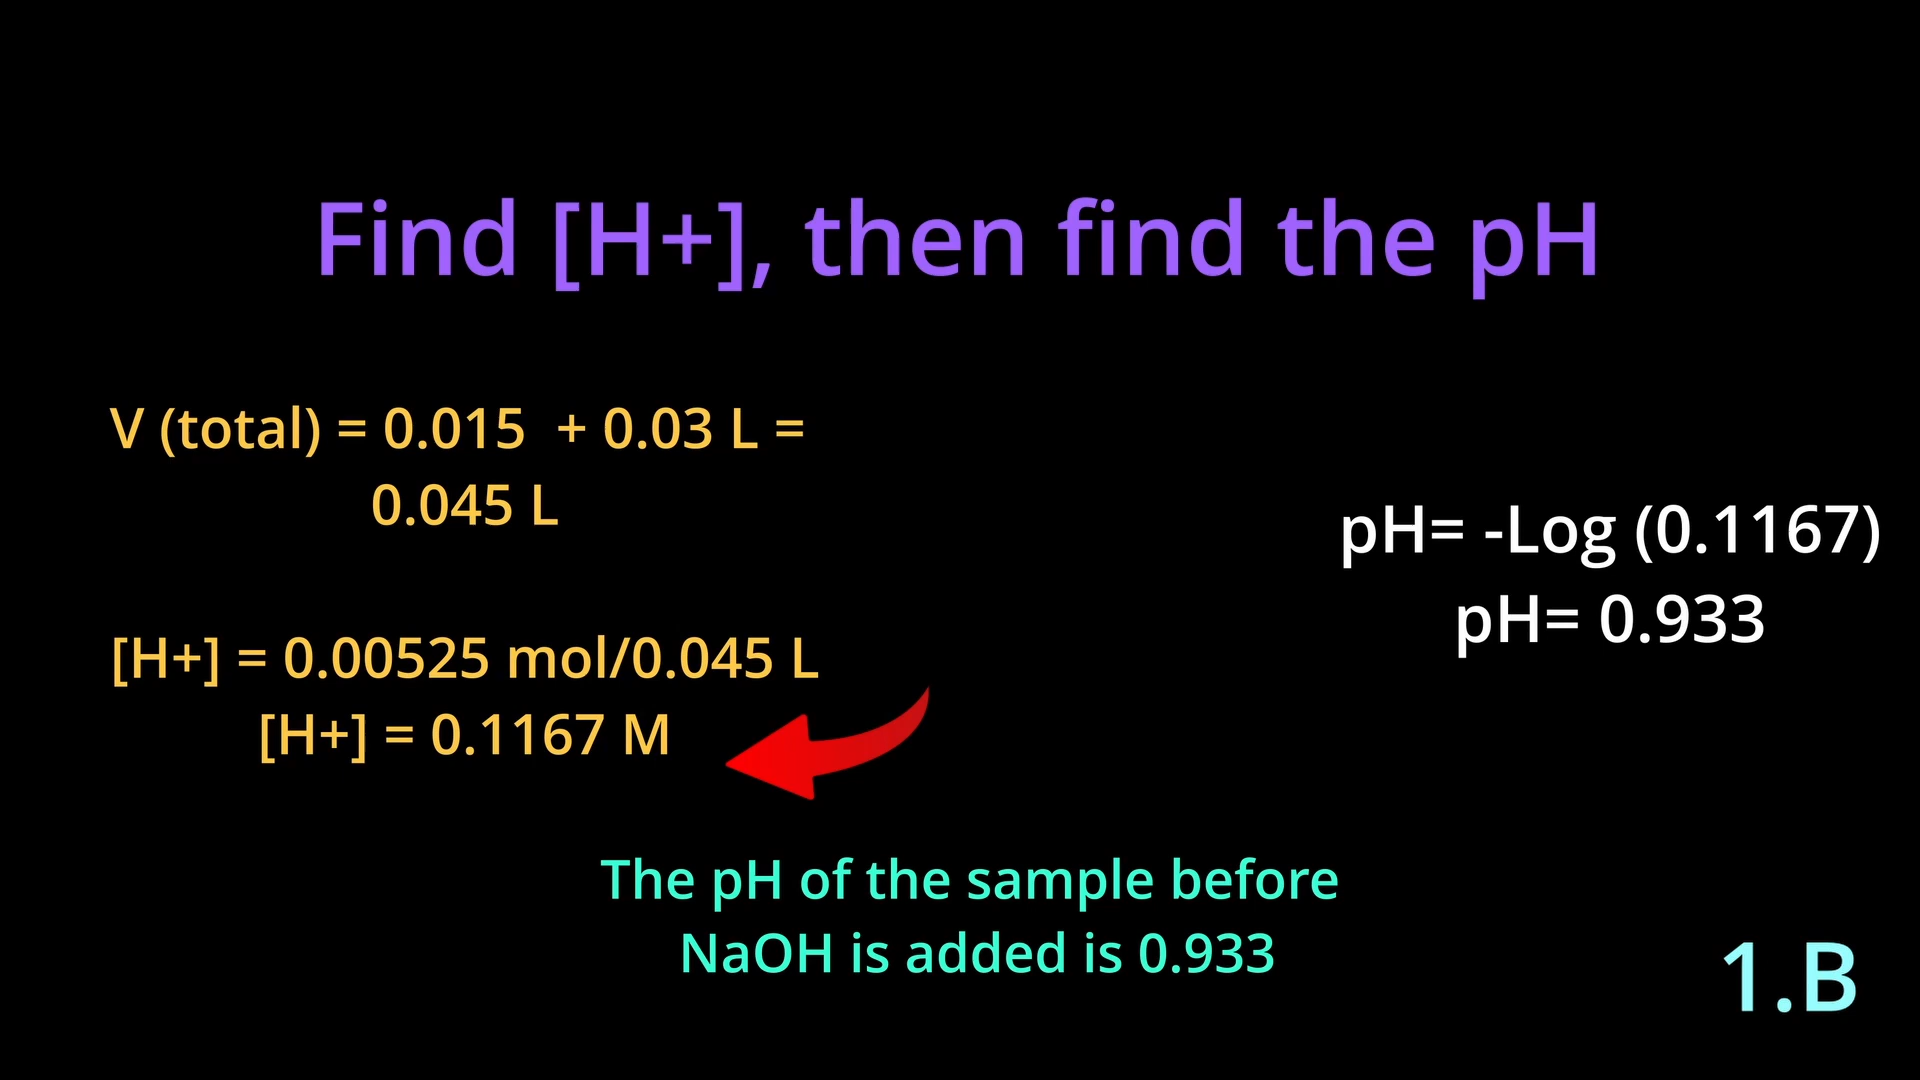 Find [H+], then find the pH
V (total) = 0.015 + 0.03 L =
0.045 L
[H+] = 0.00525 mol/0.045 L
[H+] = 0.1167 M
pH= -Log (0.1167)
pH= 0.933
The pH of the sample before
NaOH is added is 0.933
1.B